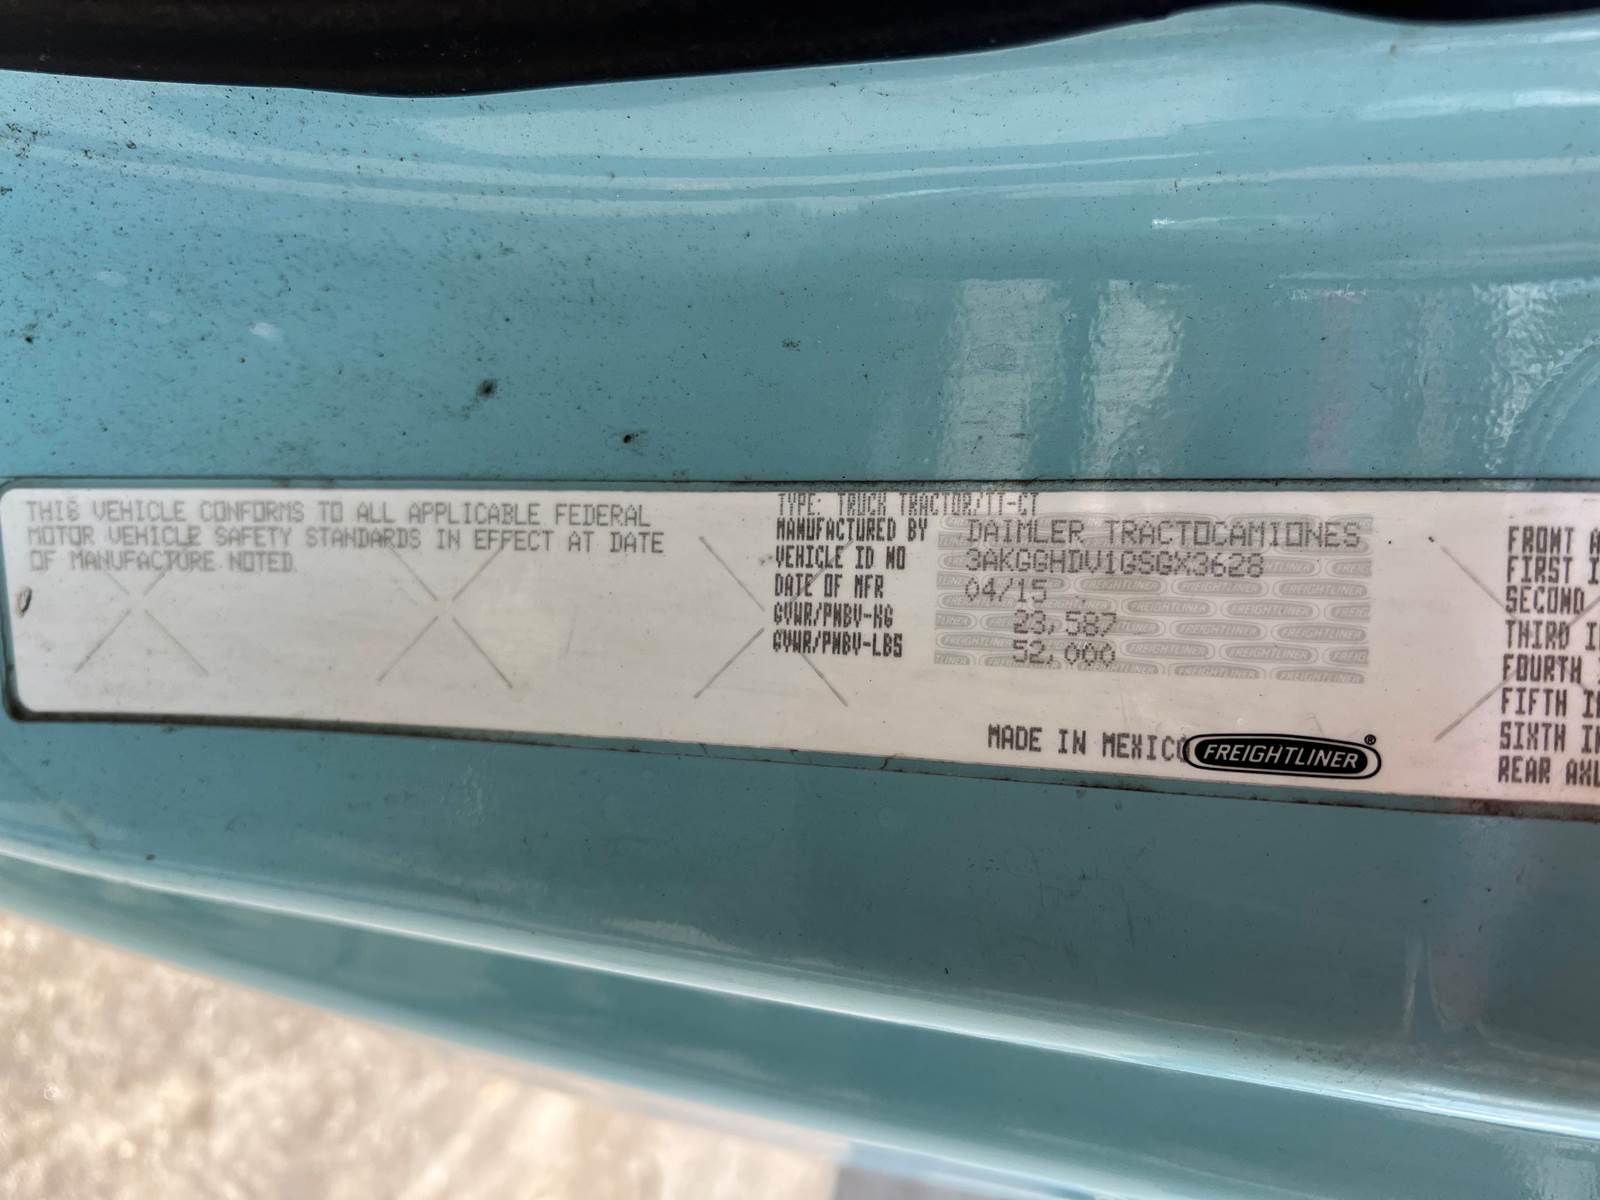 THIS VEHICLE CONFORMS TO ALL APPLICABLE FEDERAL
MOTOR VEHICLE SAFETY STANDARDS IN EFFECT AT DATE
OF MANUFACTURE NOTED.
TYPE: TRUCK TRACTOR/TT-CT
MANUFACTURED BY DAIMLER TRACTOCAMIONES
VEHICLE ID NO 3AKGGHDV1GSGX3628
DATE OF MFR 04/15
GVWR/PNBV-KG 23,587
GVWR/PNBV-LBS 52,000
MADE IN MEXICO
FREIGHTLINER®
FRONT A
FIRST I
SECOND
THIRD I
FOURTH
FIFTH I
SIXTH IN
REAR AXL